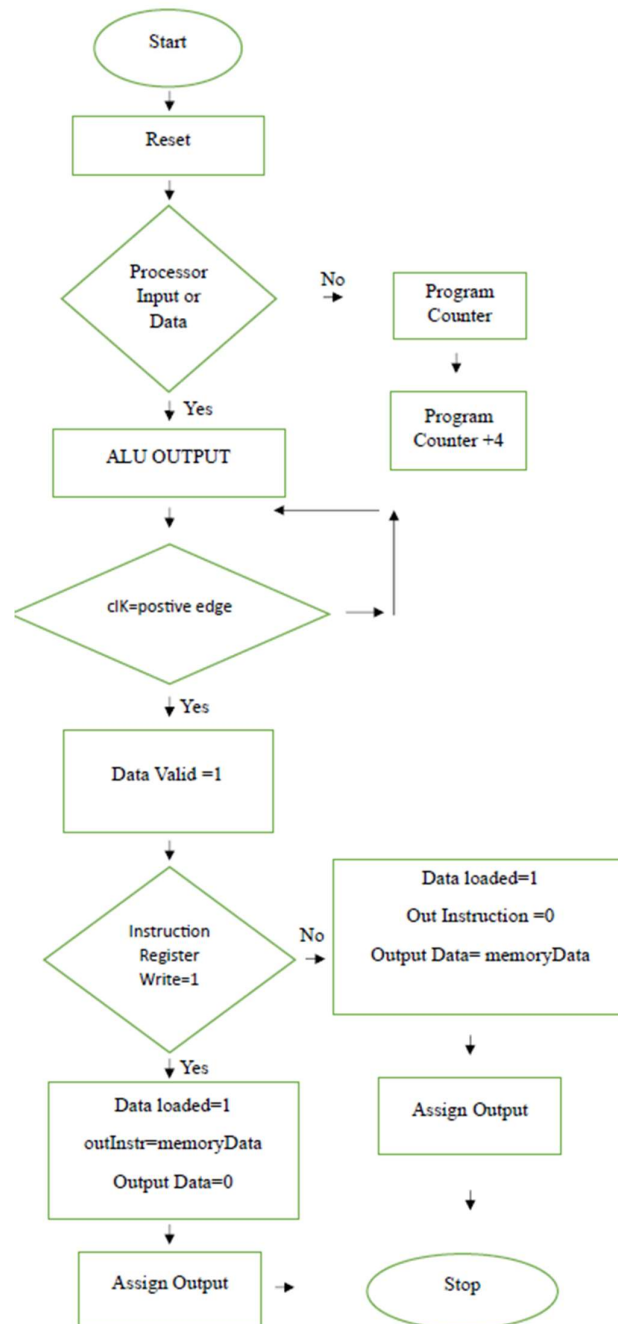 Start
Reset
Processor
Input or
Data
No
Program
Counter
Program
Counter +4
Yes
ALU OUTPUT
clK=postive edge
Yes
Data Valid =1
Instruction
Register
Write=1
No
Data loaded=1
Out Instruction =0
Output Data= memoryData
Yes
Data loaded=1
outInstr=memoryData
Output Data=0
Assign Output
Assign Output
Stop